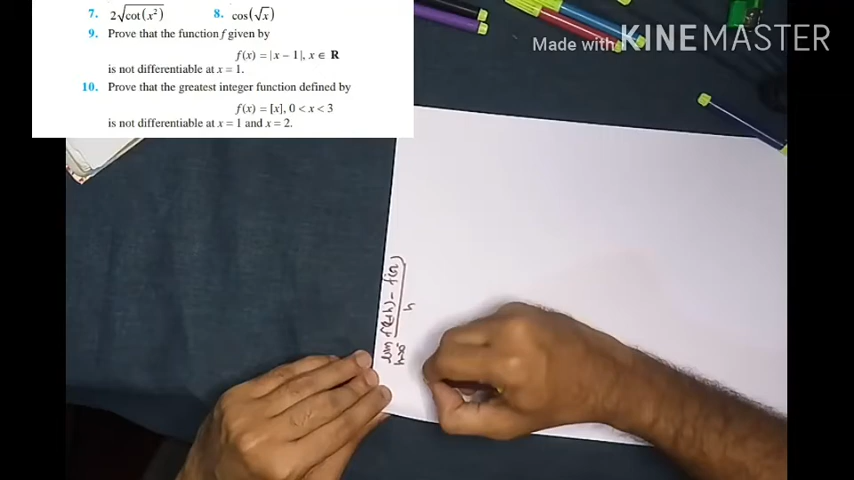 7. 2√cot(x²) 8. cos(√x)
9. Prove that the function f given by
f(x) = |x – 1|, x ∈ R
is not differentiable at x = 1.
10. Prove that the greatest integer function defined by
f(x) = [x], 0 < x < 3
is not differentiable at x = 1 and x = 2.
Made with KINEMASTER
f(x)
h
h→0